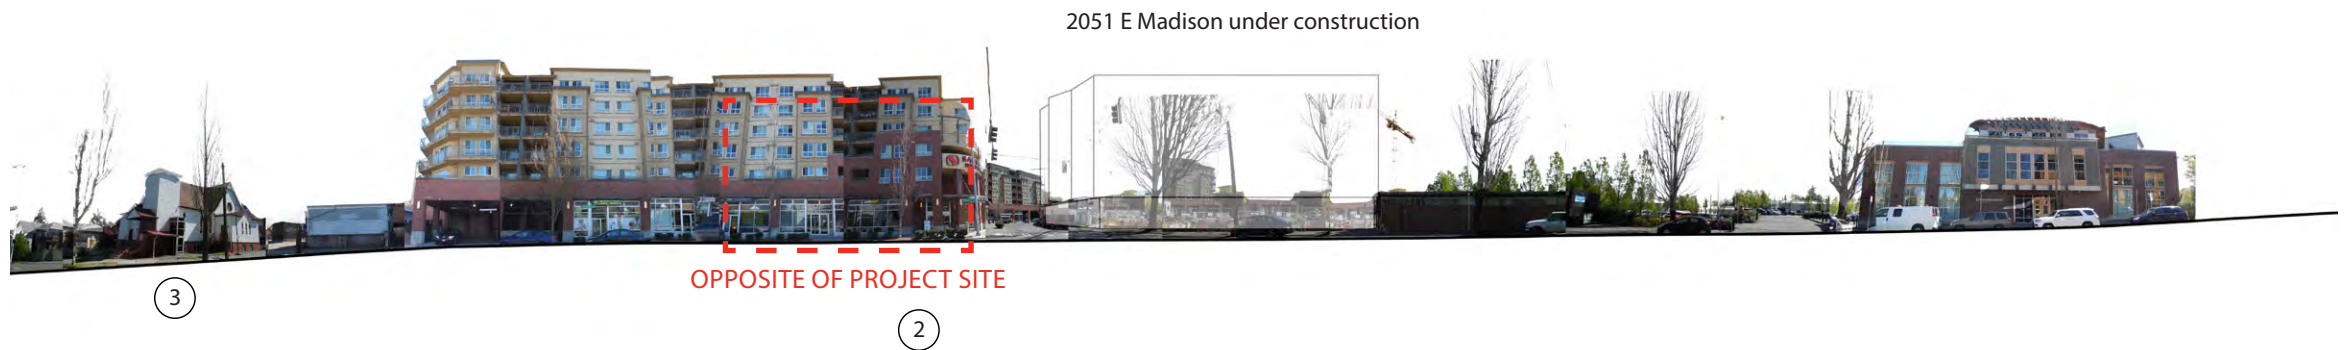 2051 E Madison under construction
OPPOSITE OF PROJECT SITE
3
2